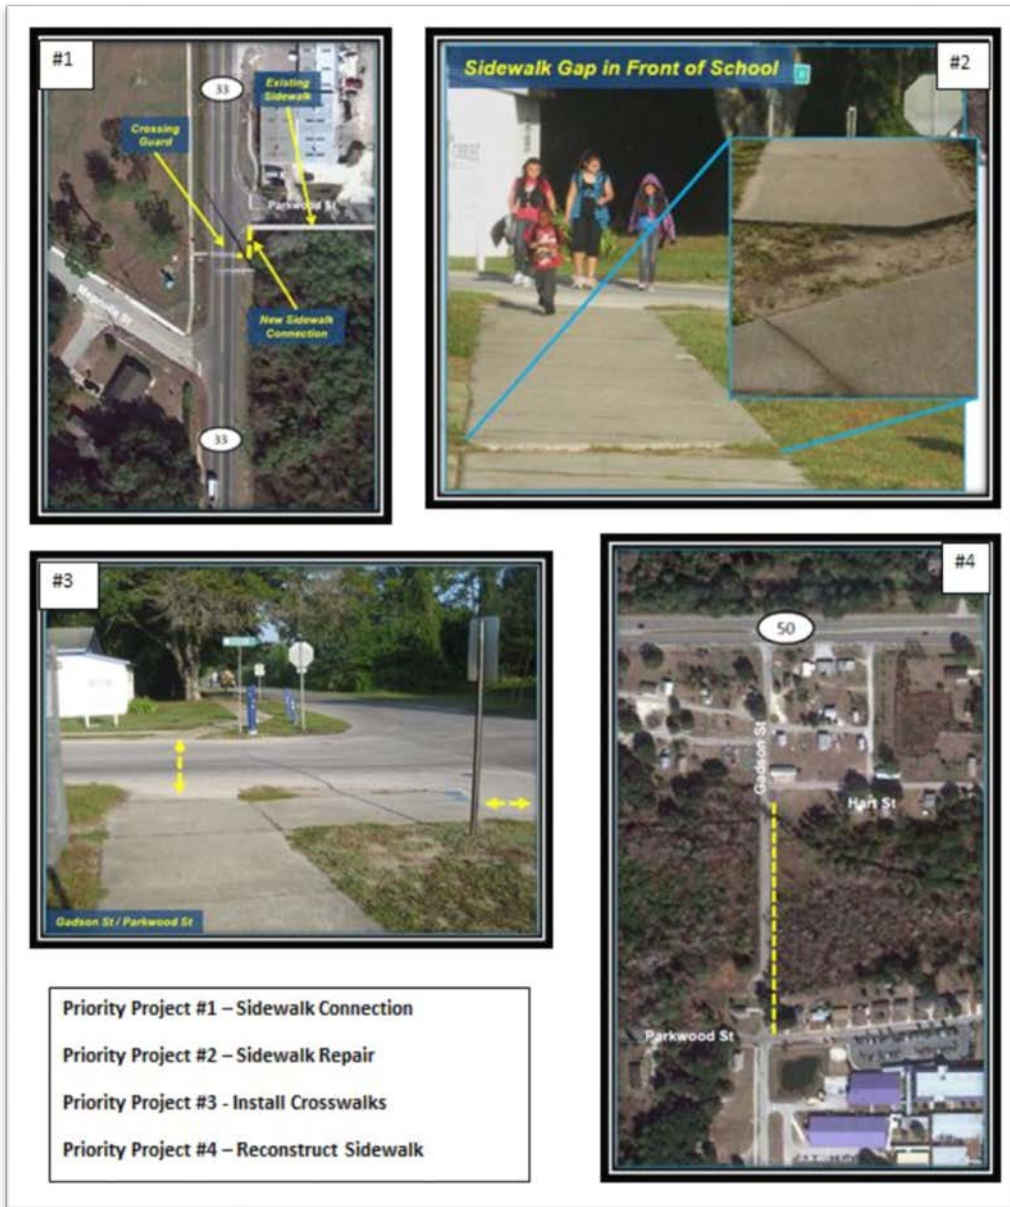 #1
33
Existing
Sidewalk
Crossing
Guard
Parkwood St
New Sidewalk
Connection
33
Sidewalk Gap in Front of School
#2
#3
Gadson St / Parkwood St
#4
50
Gadson St
Hart St
Parkwood St
Priority Project #1 – Sidewalk Connection
Priority Project #2 – Sidewalk Repair
Priority Project #3 - Install Crosswalks
Priority Project #4 – Reconstruct Sidewalk